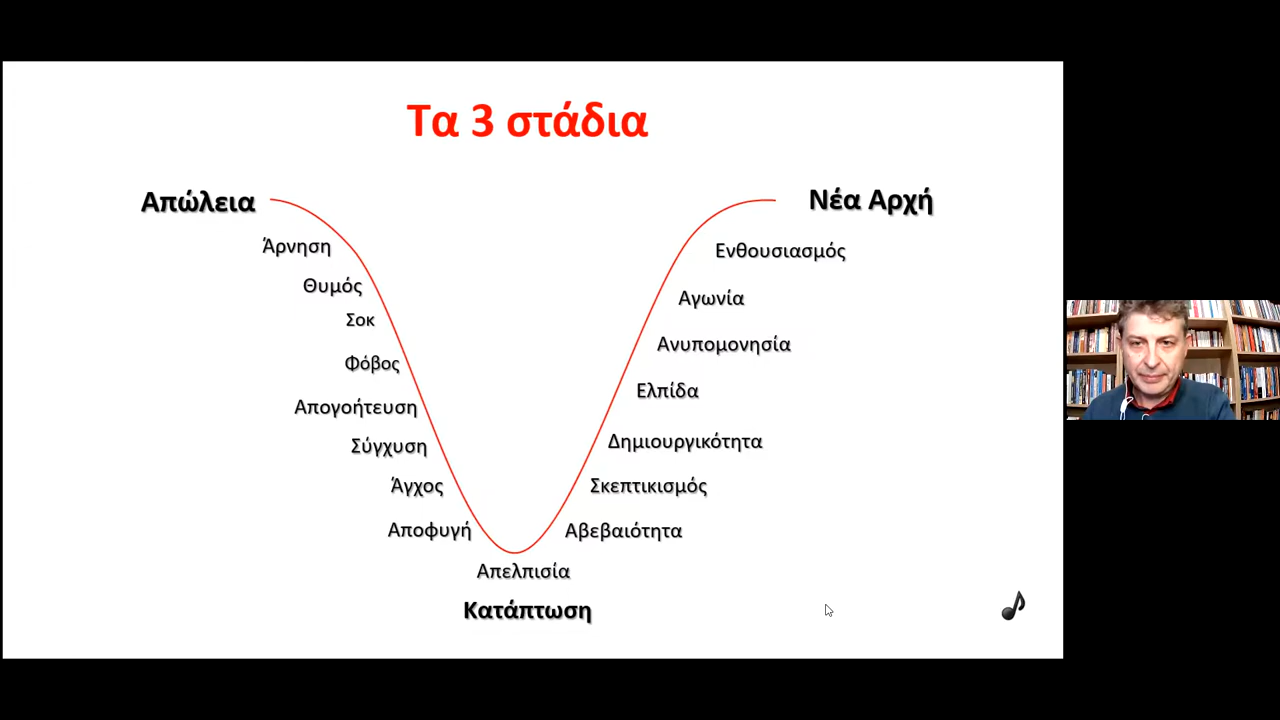 Τα 3 στάδια
Απώλεια
Άρνηση
Θυμός
Σοκ
Φόβος
Απογοήτευση
Σύγχυση
Άγχος
Αποφυγή
Απελπισία
Κατάπτωση
Νέα Αρχή
Ενθουσιασμός
Αγωνία
Ανυπομονησία
Ελπίδα
Δημιουργικότητα
Σκεπτικισμός
Αβεβαιότητα